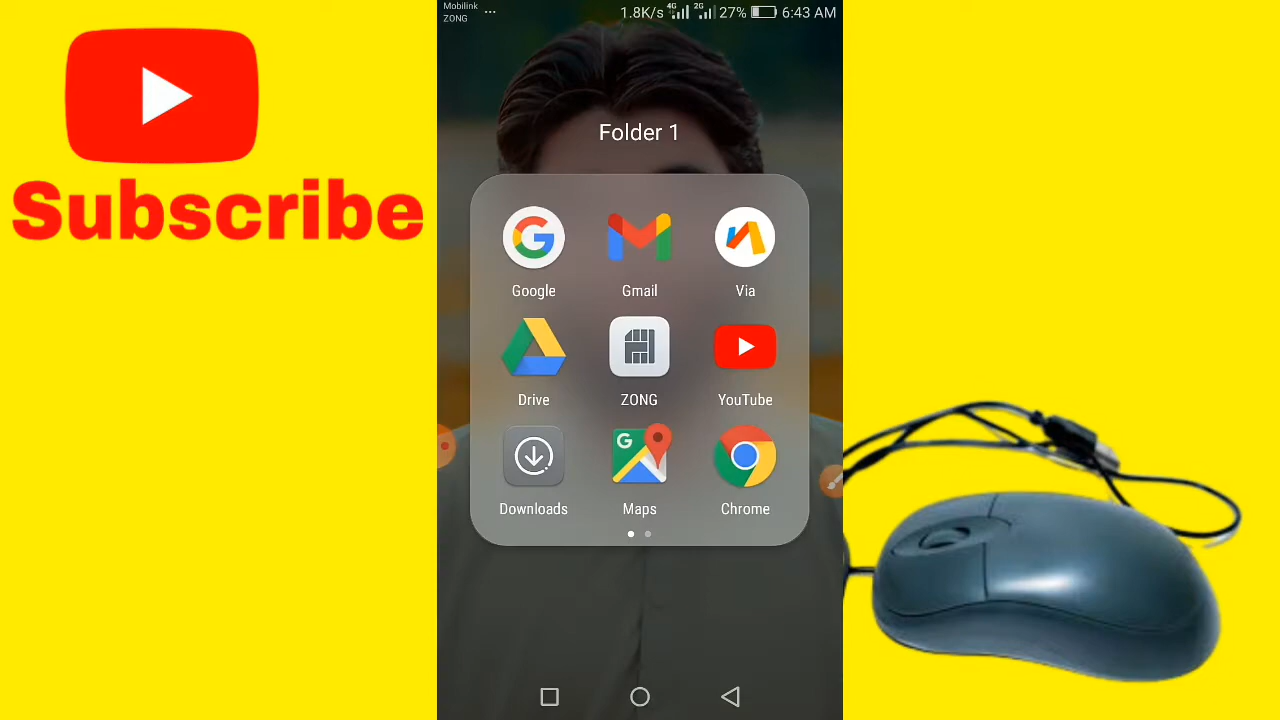 Subscribe
Mobilink
ZONG
1.8K/s 4G 2G 27% 6:43 AM
Folder 1
Google Gmail Via
Drive ZONG YouTube
Downloads Maps Chrome